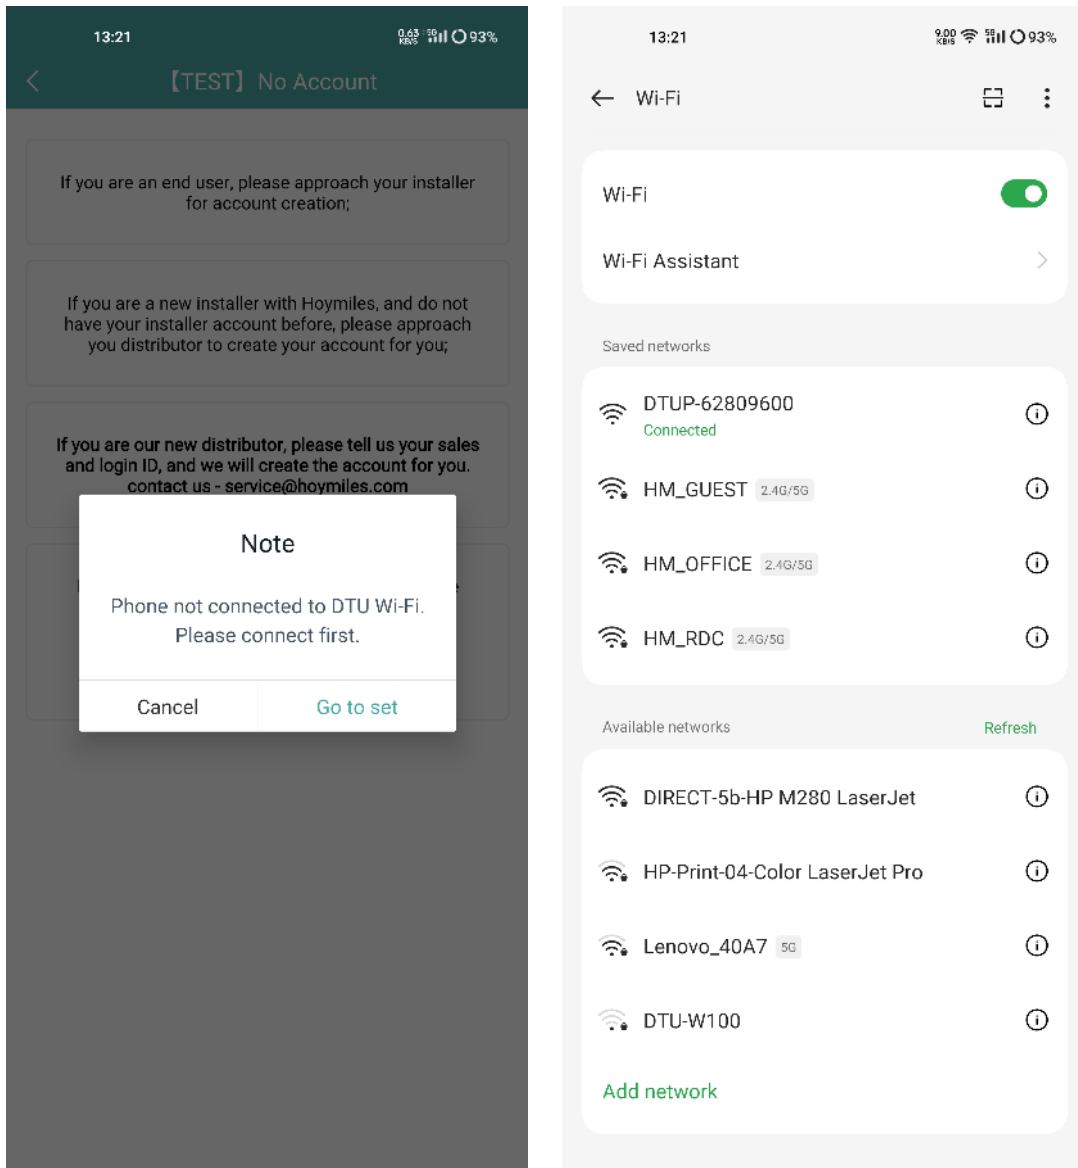 13:21
0.63 KB/S 5G 93%
【TEST】No Account
If you are an end user, please approach your installer
for account creation;
If you are a new installer with Hoymiles, and do not
have your installer account before, please approach
you distributor to create your account for you;
If you are our new distributor, please tell us your sales
and login ID, and we will create the account for you.
contact us - service@hoymiles.com
Note
Phone not connected to DTU Wi-Fi.
Please connect first.
Cancel
Go to set
13:21
9.00 KB/S 5G 93%
Wi-Fi
Wi-Fi
Wi-Fi Assistant
Saved networks
DTUP-62809600
Connected
HM_GUEST 2.4G/5G
HM_OFFICE 2.4G/5G
HM_RDC 2.4G/5G
Available networks
Refresh
DIRECT-5b-HP M280 LaserJet
HP-Print-04-Color LaserJet Pro
Lenovo_40A7 5G
DTU-W100
Add network